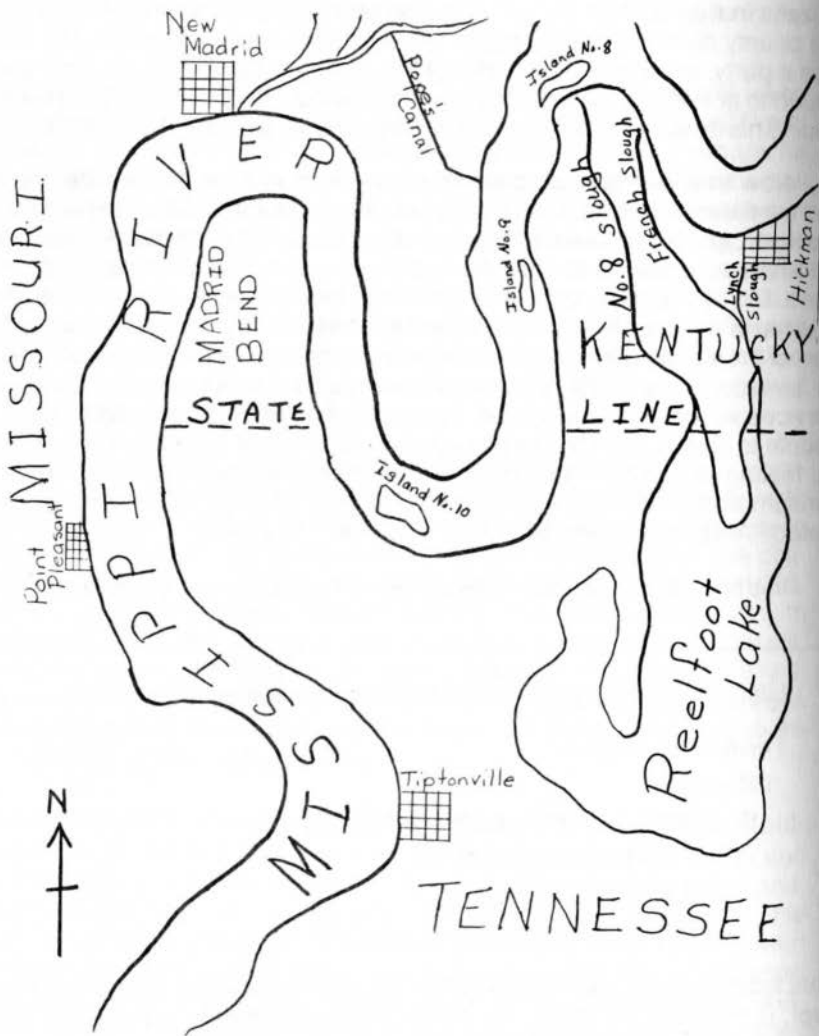 New
Madrid
Pope's
Canal
Island No. 8
MISSISSIPPI RIVER
MISSOURI
MADRID
BEND
Island No. 9
No. 8 Slough
French Slough
Lynch
Slough
Hickman
KENTUCKY
STATE LINE
Island No. 10
Point
pleasant
Reelfoot
Lake
Tiptonville
N
TENNESSEE